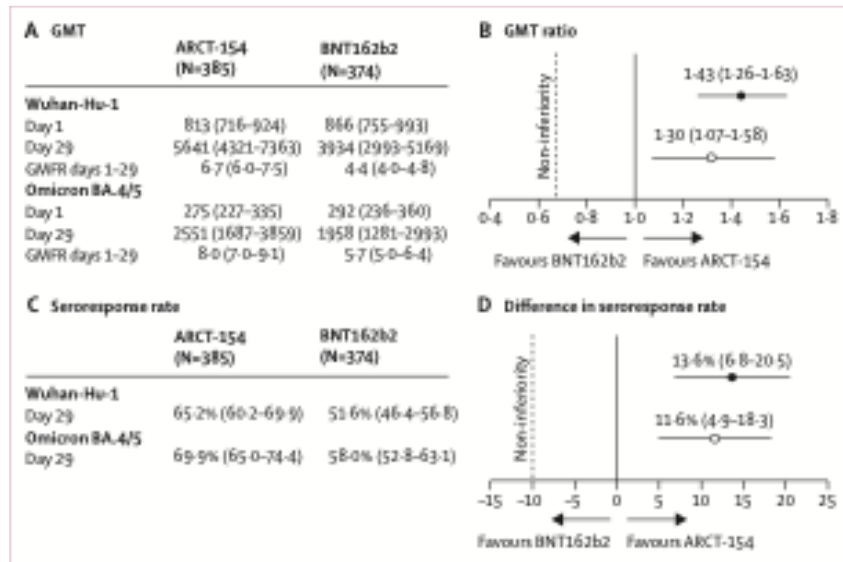 A GMT
ARCT-154 (N=385) BNT162b2 (N=374)
Wuhan-Hu-1
Day 1 813 (716–924) 866 (755–993)
Day 29 5641 (4321–7363) 3934 (2993–5169)
GMFR days 1–29 6·7 (6·0–7·5) 4·4 (4·0–4·8)
Omicron BA.4/5
Day 1 275 (227–335) 292 (236–360)
Day 29 2551 (1687–3859) 1958 (1281–2993)
GMFR days 1–29 8·0 (7·0–9·1) 5·7 (5·0–6·4)
B GMT ratio
Non-inferiority
1·43 (1·26–1·63)
1·30 (1·07–1·58)
0·4 0·6 0·8 1·0 1·2 1·4 1·6 1·8
Favours BNT162b2 Favours ARCT-154
C Seroresponse rate
ARCT-154 (N=385) BNT162b2 (N=374)
Wuhan-Hu-1
Day 29 65·2% (60·2–69·9) 51·6% (46·4–56·8)
Omicron BA.4/5
Day 29 69·9% (65·0–74·4) 58·0% (52·8–63·1)
D Difference in seroresponse rate
Non-inferiority
13·6% (6·8–20·5)
11·6% (4·9–18·3)
–15 –10 –5 0 5 10 15 20 25
Favours BNT162b2 Favours ARCT-154